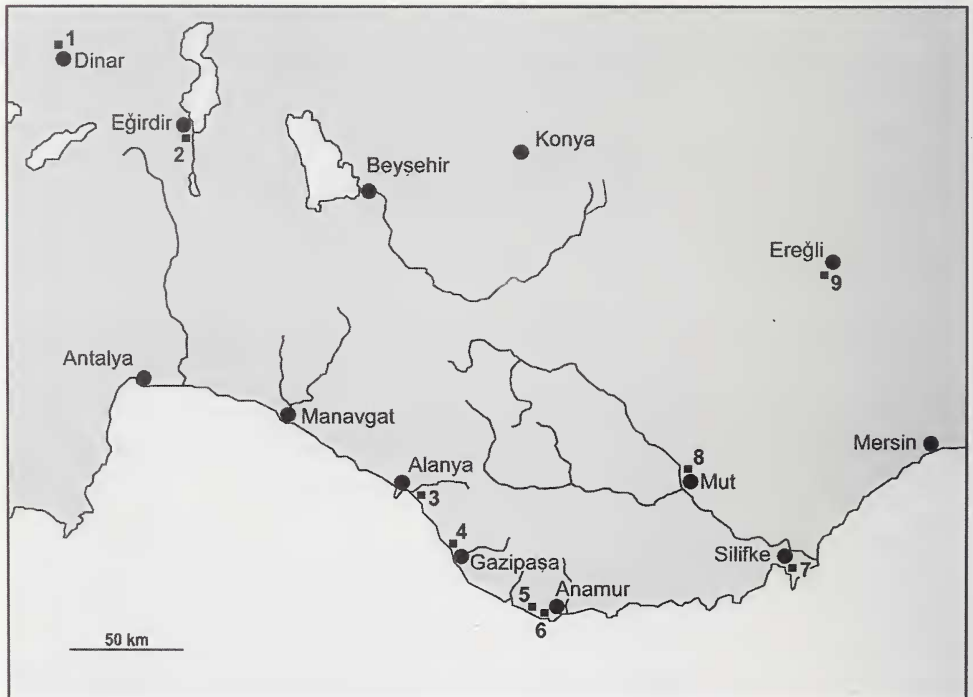 1
Dinar
Eğirdir
2
Beyşehir
Konya
Ereğli
9
Antalya
Manavgat
Alanya
3
4
Gazipaşa
5
6
Anamur
8
Mut
Mersin
Silifke
7
50 km